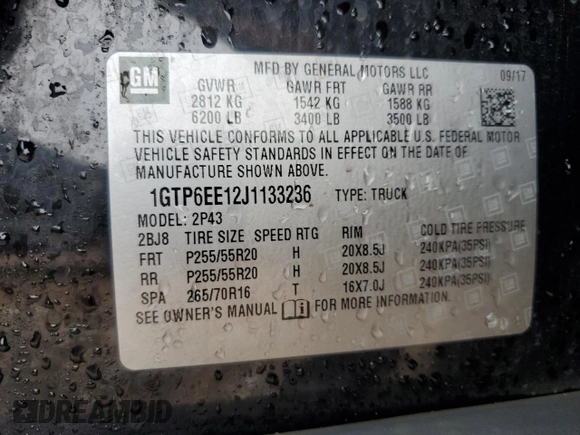 GM
MFD BY GENERAL MOTORS LLC 09/17
GVWR GAWR FRT GAWR RR
2812 KG 1542 KG 1588 KG
6200 LB 3400 LB 3500 LB
THIS VEHICLE CONFORMS TO ALL APPLICABLE U.S. FEDERAL MOTOR
VEHICLE SAFETY STANDARDS IN EFFECT ON THE DATE OF
MANUFACTURE SHOWN ABOVE.
1GTP6EE12J1133236 TYPE: TRUCK
MODEL: 2P43
2BJ8 TIRE SIZE SPEED RTG RIM COLD TIRE PRESSURE
FRT P255/55R20 H 20X8.5J 240KPA(35PSI)
RR P255/55R20 H 20X8.5J 240KPA(35PSI)
SPA 265/70R16 T 16X7.0J 240KPA(35PSI)
SEE OWNER'S MANUAL FOR MORE INFORMATION.
DREAMBID